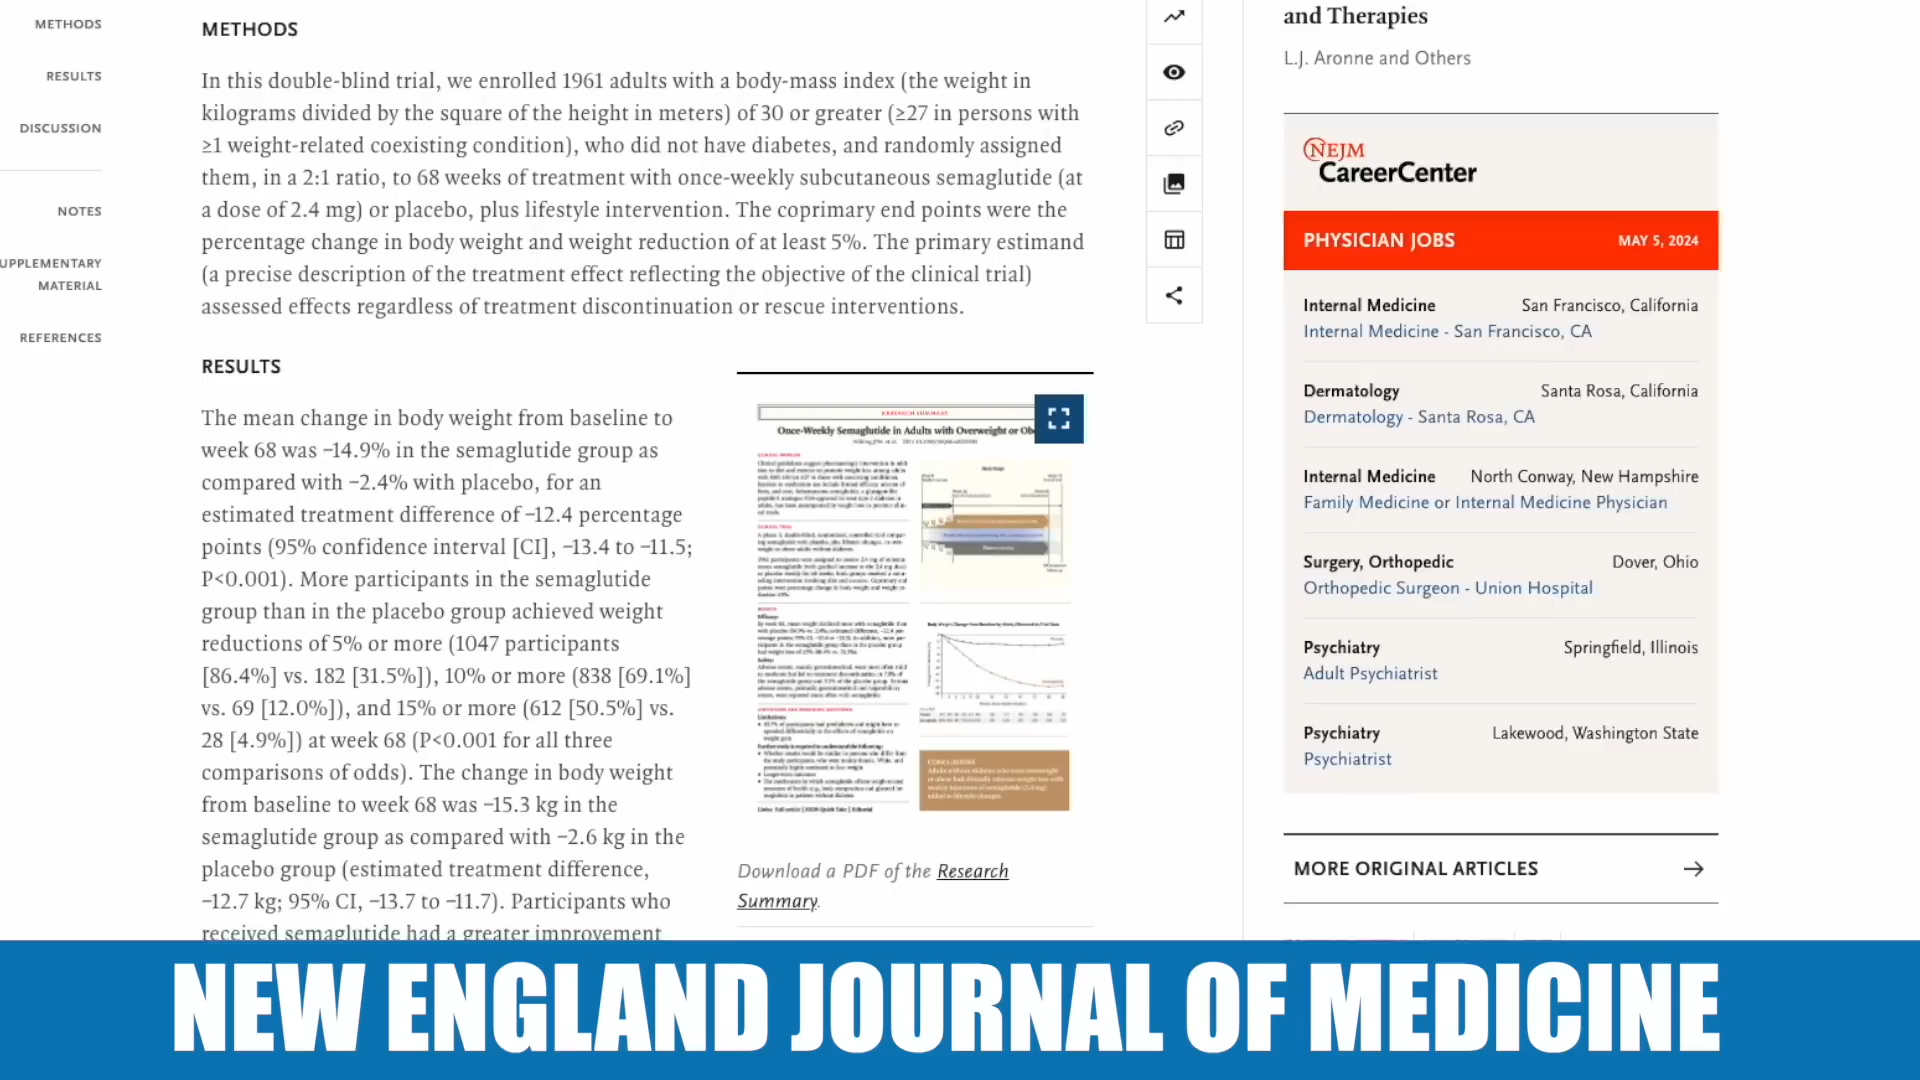 METHODS
RESULTS
DISCUSSION
NOTES
UPPLEMENTARY
MATERIAL
REFERENCES
METHODS
In this double-blind trial, we enrolled 1961 adults with a body-mass index (the weight in
kilograms divided by the square of the height in meters) of 30 or greater (≥27 in persons with
≥1 weight-related coexisting condition), who did not have diabetes, and randomly assigned
them, in a 2:1 ratio, to 68 weeks of treatment with once-weekly subcutaneous semaglutide (at
a dose of 2.4 mg) or placebo, plus lifestyle intervention. The coprimary end points were the
percentage change in body weight and weight reduction of at least 5%. The primary estimand
(a precise description of the treatment effect reflecting the objective of the clinical trial)
assessed effects regardless of treatment discontinuation or rescue interventions.
RESULTS
The mean change in body weight from baseline to
week 68 was −14.9% in the semaglutide group as
compared with −2.4% with placebo, for an
estimated treatment difference of −12.4 percentage
points (95% confidence interval [CI], −13.4 to −11.5;
P<0.001). More participants in the semaglutide
group than in the placebo group achieved weight
reductions of 5% or more (1047 participants
[86.4%] vs. 182 [31.5%]), 10% or more (838 [69.1%]
vs. 69 [12.0%]), and 15% or more (612 [50.5%] vs.
28 [4.9%]) at week 68 (P<0.001 for all three
comparisons of odds). The change in body weight
from baseline to week 68 was −15.3 kg in the
semaglutide group as compared with −2.6 kg in the
placebo group (estimated treatment difference,
−12.7 kg; 95% CI, −13.7 to −11.7). Participants who
received semaglutide had a greater improvement
RESEARCH SUMMARY
Once-Weekly Semaglutide in Adults with Overweight or Obe
CONCLUSIONS
Download a PDF of the Research
Summary.
and Therapies
L.J. Aronne and Others
NEJM
CareerCenter
PHYSICIAN JOBS MAY 5, 2024
Internal Medicine San Francisco, California
Internal Medicine - San Francisco, CA
Dermatology Santa Rosa, California
Dermatology - Santa Rosa, CA
Internal Medicine North Conway, New Hampshire
Family Medicine or Internal Medicine Physician
Surgery, Orthopedic Dover, Ohio
Orthopedic Surgeon - Union Hospital
Psychiatry Springfield, Illinois
Adult Psychiatrist
Psychiatry Lakewood, Washington State
Psychiatrist
MORE ORIGINAL ARTICLES
NEW ENGLAND JOURNAL OF MEDICINE